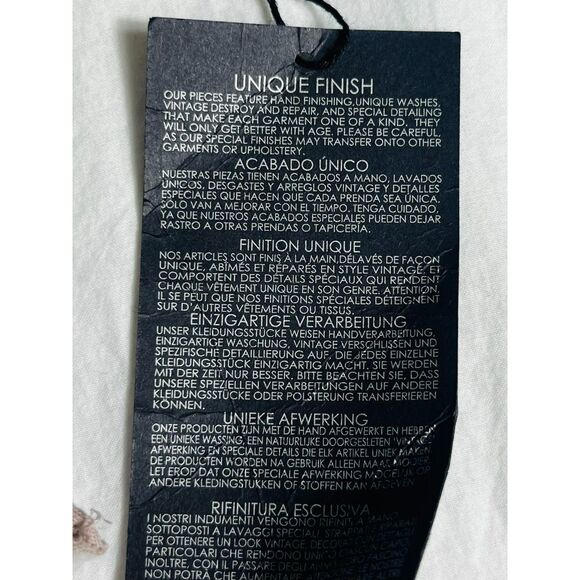 UNIQUE FINISH
OUR PIECES FEATURE HAND FINISHING,UNIQUE WASHES,
VINTAGE DESTROY AND REPAIR, AND SPECIAL DETAILING
THAT MAKE EACH GARMENT ONE OF A KIND. THEY
WILL ONLY GET BETTER WITH AGE. PLEASE BE CAREFUL,
AS OUR SPECIAL FINISHES MAY TRANSFER ONTO OTHER
GARMENTS OR UPHOLSTERY.
ACABADO ÚNICO
NUESTRAS PIEZAS TIENEN ACABADOS A MANO, LAVADOS
ÚNICOS, DESGASTES Y ARREGLOS VINTAGE Y DETALLES
ESPECIALES QUE HACEN QUE CADA PRENDA SEA ÚNICA.
SÓLO VAN A MEJORAR CON EL TIEMPO. TENGA CUIDADO,
YA QUE NUESTROS ACABADOS ESPECIALES PUEDEN DEJAR
RASTRO A OTRAS PRENDAS O TAPICERÍA.
FINITION UNIQUE
NOS ARTICLES SONT FINIS À LA MAIN,DÉLAVÉS DE FAÇON
UNIQUE, ABÎMÉS ET RÉPARÉS EN STYLE VINTAGE, ET
COMPORTENT DES DÉTAILS SPÉCIAUX QUI RENDENT
CHAQUE VÊTEMENT UNIQUE EN SON GENRE. ATTENTION,
IL SE PEUT QUE NOS FINITIONS SPÉCIALES DÉTEIGNENT
SUR D'AUTRES VÊTEMENTS OU TISSUS.
EINZIGARTIGE VERARBEITUNG
UNSER KLEIDUNGSSTÜCKE WEISEN HANDVERARBEITUNG,
EINZIGARTIGE WASCHUNG, VINTAGE VERSCHLISSEN UND
SPEZIFISCHE DETAILLIERUNG AUF, DIE JEDES EINZELNE
KLEIDUNGSSTÜCK EINZIGARTIG MACHT. SIE WERDEN
MIT DER ZEIT NUR BESSER. BITTE BEACHTEN SIE, DASS
UNSERE SPEZIELLEN VERARBEITUNGEN AUF ANDERE
KLEIDUNGSSTÜCKE ODER POLSTERUNG TRANSFERIEREN
KÖNNEN.
UNIEKE AFWERKING
ONZE PRODUCTEN ZIJN MET DE HAND AFGEWERKT EN HEBBEN
EEN UNIEKE WASSING, EEN NATUURLIJKE DOORGESLETEN 'VINTAGE'
AFWERKING EN SPECIALE DETAILS DIE ELK ARTIKEL UNIEK MAKEN
DE PRODUCTEN WORDEN NA GEBRUIK ALLEEN MAAR MOOIER
LET EROP DAT ONZE SPECIALE AFWERKING MOGELIJK OP
ANDERE KLEDINGSTUKKEN OF STOFFEN KAN AFGEVEN
RIFINITURA ESCLUSIVA
I NOSTRI INDUMENTI VENGONO RIFINITI A MANO,
SOTTOPOSTI A LAVAGGI SPECIALI
PER OTTENERE UN LOOK VINTAGE,
PARTICOLARI CHE RENDONO UNICO
INOLTRE, CON IL PASSARE DEGLI
NON POTRÀ CHE AUMENTARE